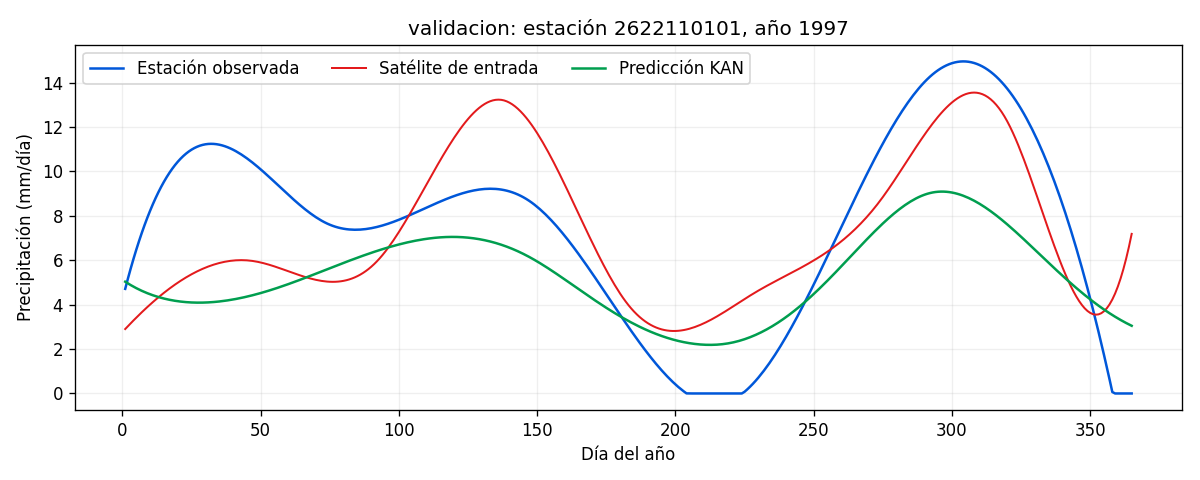 validacion: estación 2622110101, año 1997
Estación observada
Satélite de entrada
Predicción KAN
Precipitación (mm/día)
14
12
10
8
6
4
2
0
0 50 100 150 200 250 300 350
Día del año